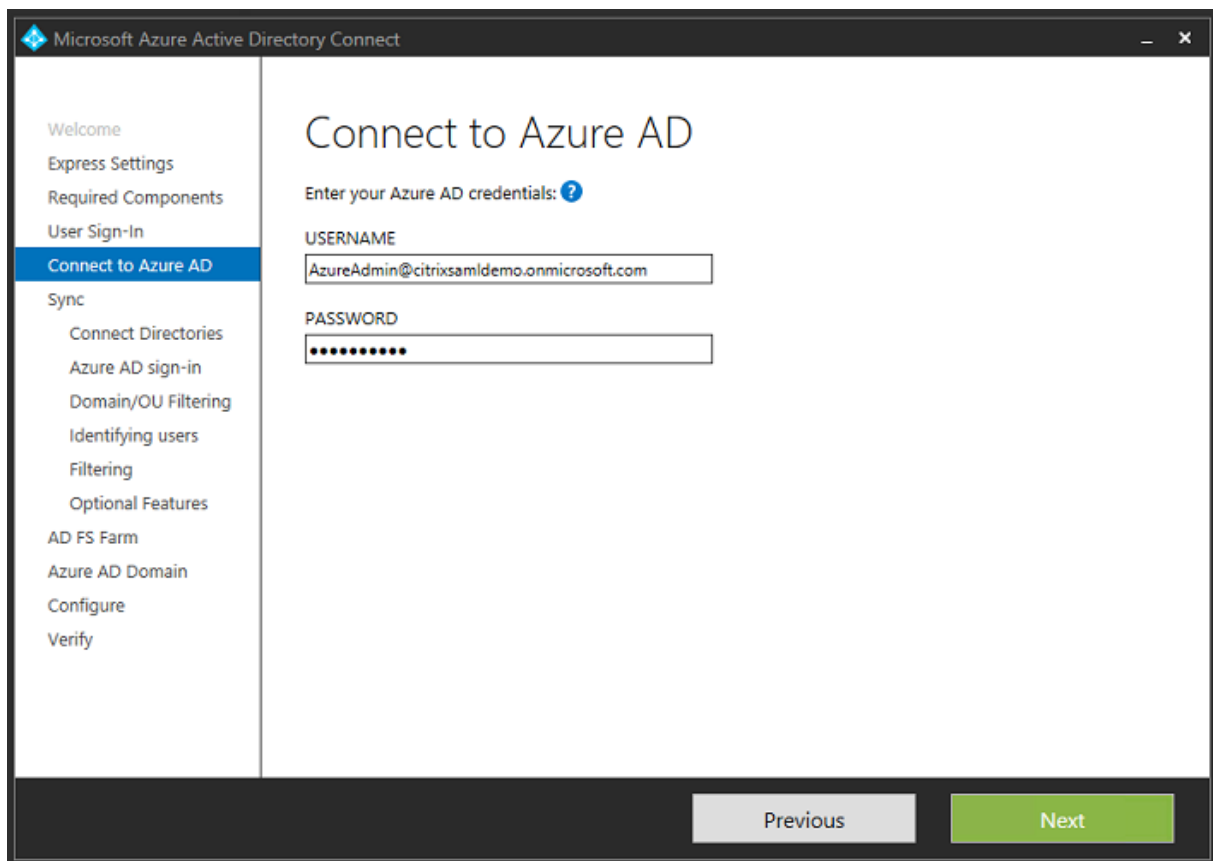 Microsoft Azure Active Directory Connect
Welcome
Express Settings
Required Components
User Sign-In
Connect to Azure AD
Sync
Connect Directories
Azure AD sign-in
Domain/OU Filtering
Identifying users
Filtering
Optional Features
AD FS Farm
Azure AD Domain
Configure
Verify
Connect to Azure AD
Enter your Azure AD credentials: ?
USERNAME
AzureAdmin@citrixsamldemo.onmicrosoft.com
PASSWORD
••••••••••
Previous
Next